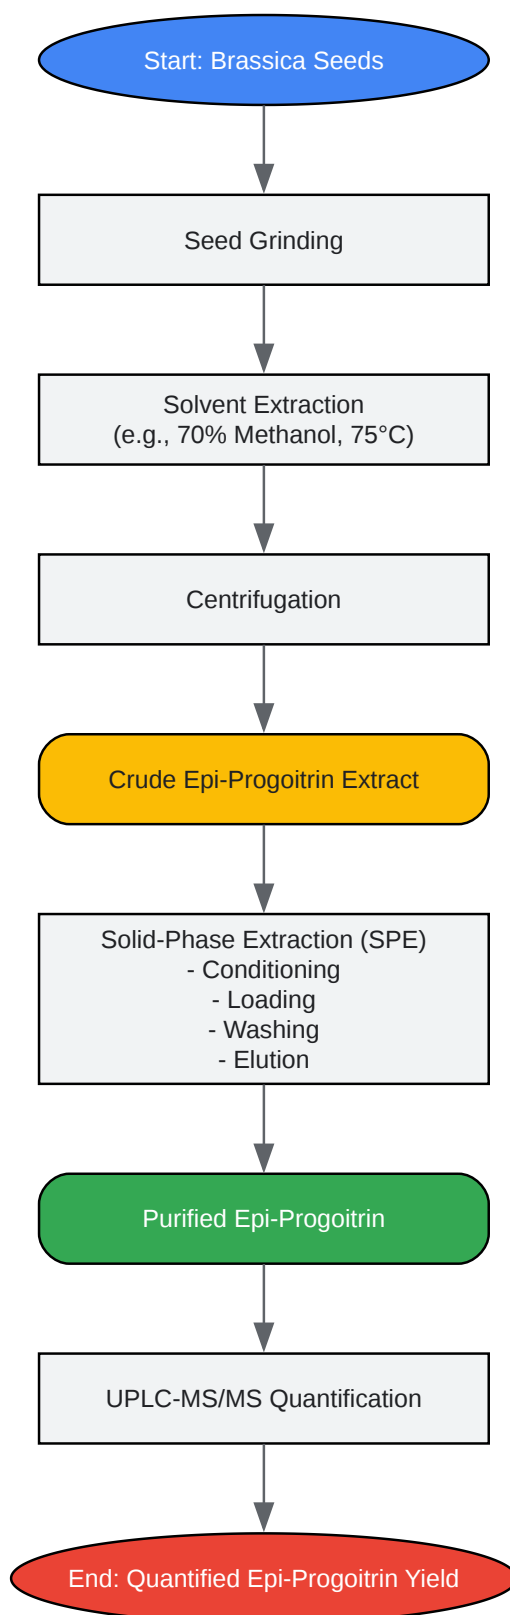 Start: Brassica Seeds
Seed Grinding
Solvent Extraction
(e.g., 70% Methanol, 75°C)
Centrifugation
Crude Epi-Progoitrin Extract
Solid-Phase Extraction (SPE)
- Conditioning
- Loading
- Washing
- Elution
Purified Epi-Progoitrin
UPLC-MS/MS Quantification
End: Quantified Epi-Progoitrin Yield